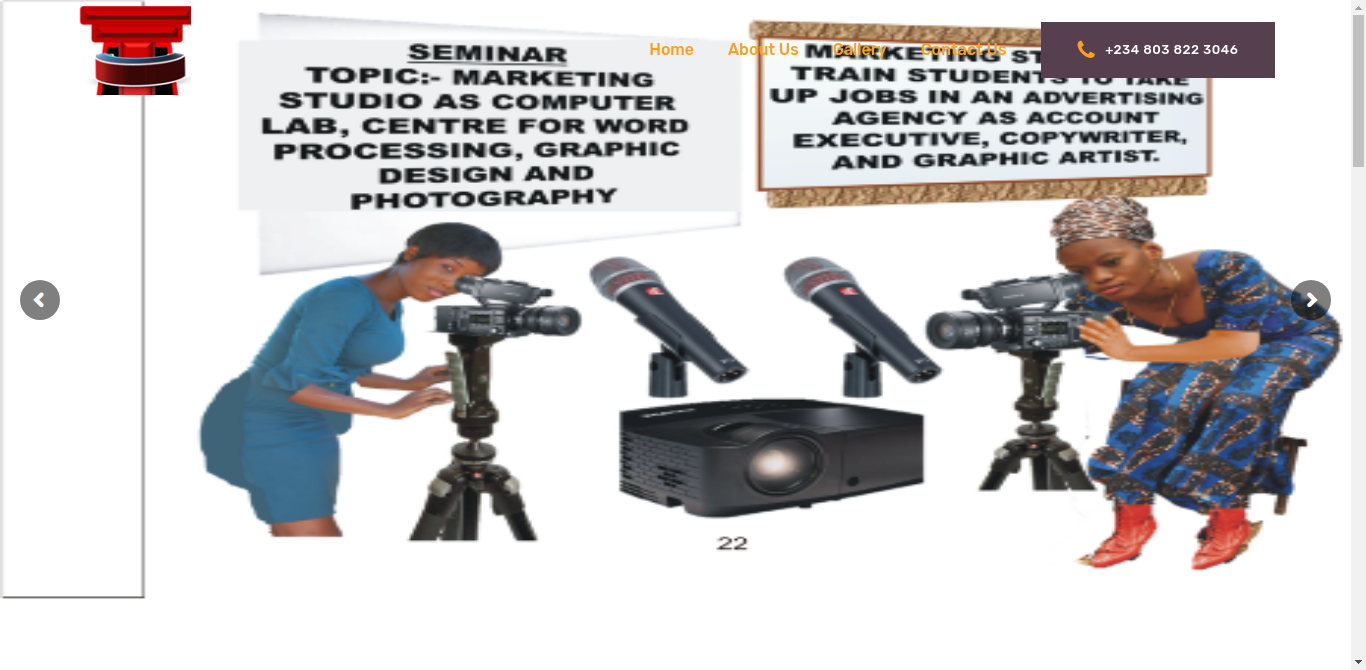 Home
About Us
Gallery
Contact Us
+234 803 822 3046
SEMINAR
TOPIC:- MARKETING
STUDIO AS COMPUTER
LAB, CENTRE FOR WORD
PROCESSING, GRAPHIC
DESIGN AND
PHOTOGRAPHY
MARKETING
TRAIN STUDENTS TO TAKE
UP JOBS IN AN ADVERTISING
AGENCY AS ACCOUNT
EXECUTIVE, COPYWRITER,
AND GRAPHIC ARTIST.
22